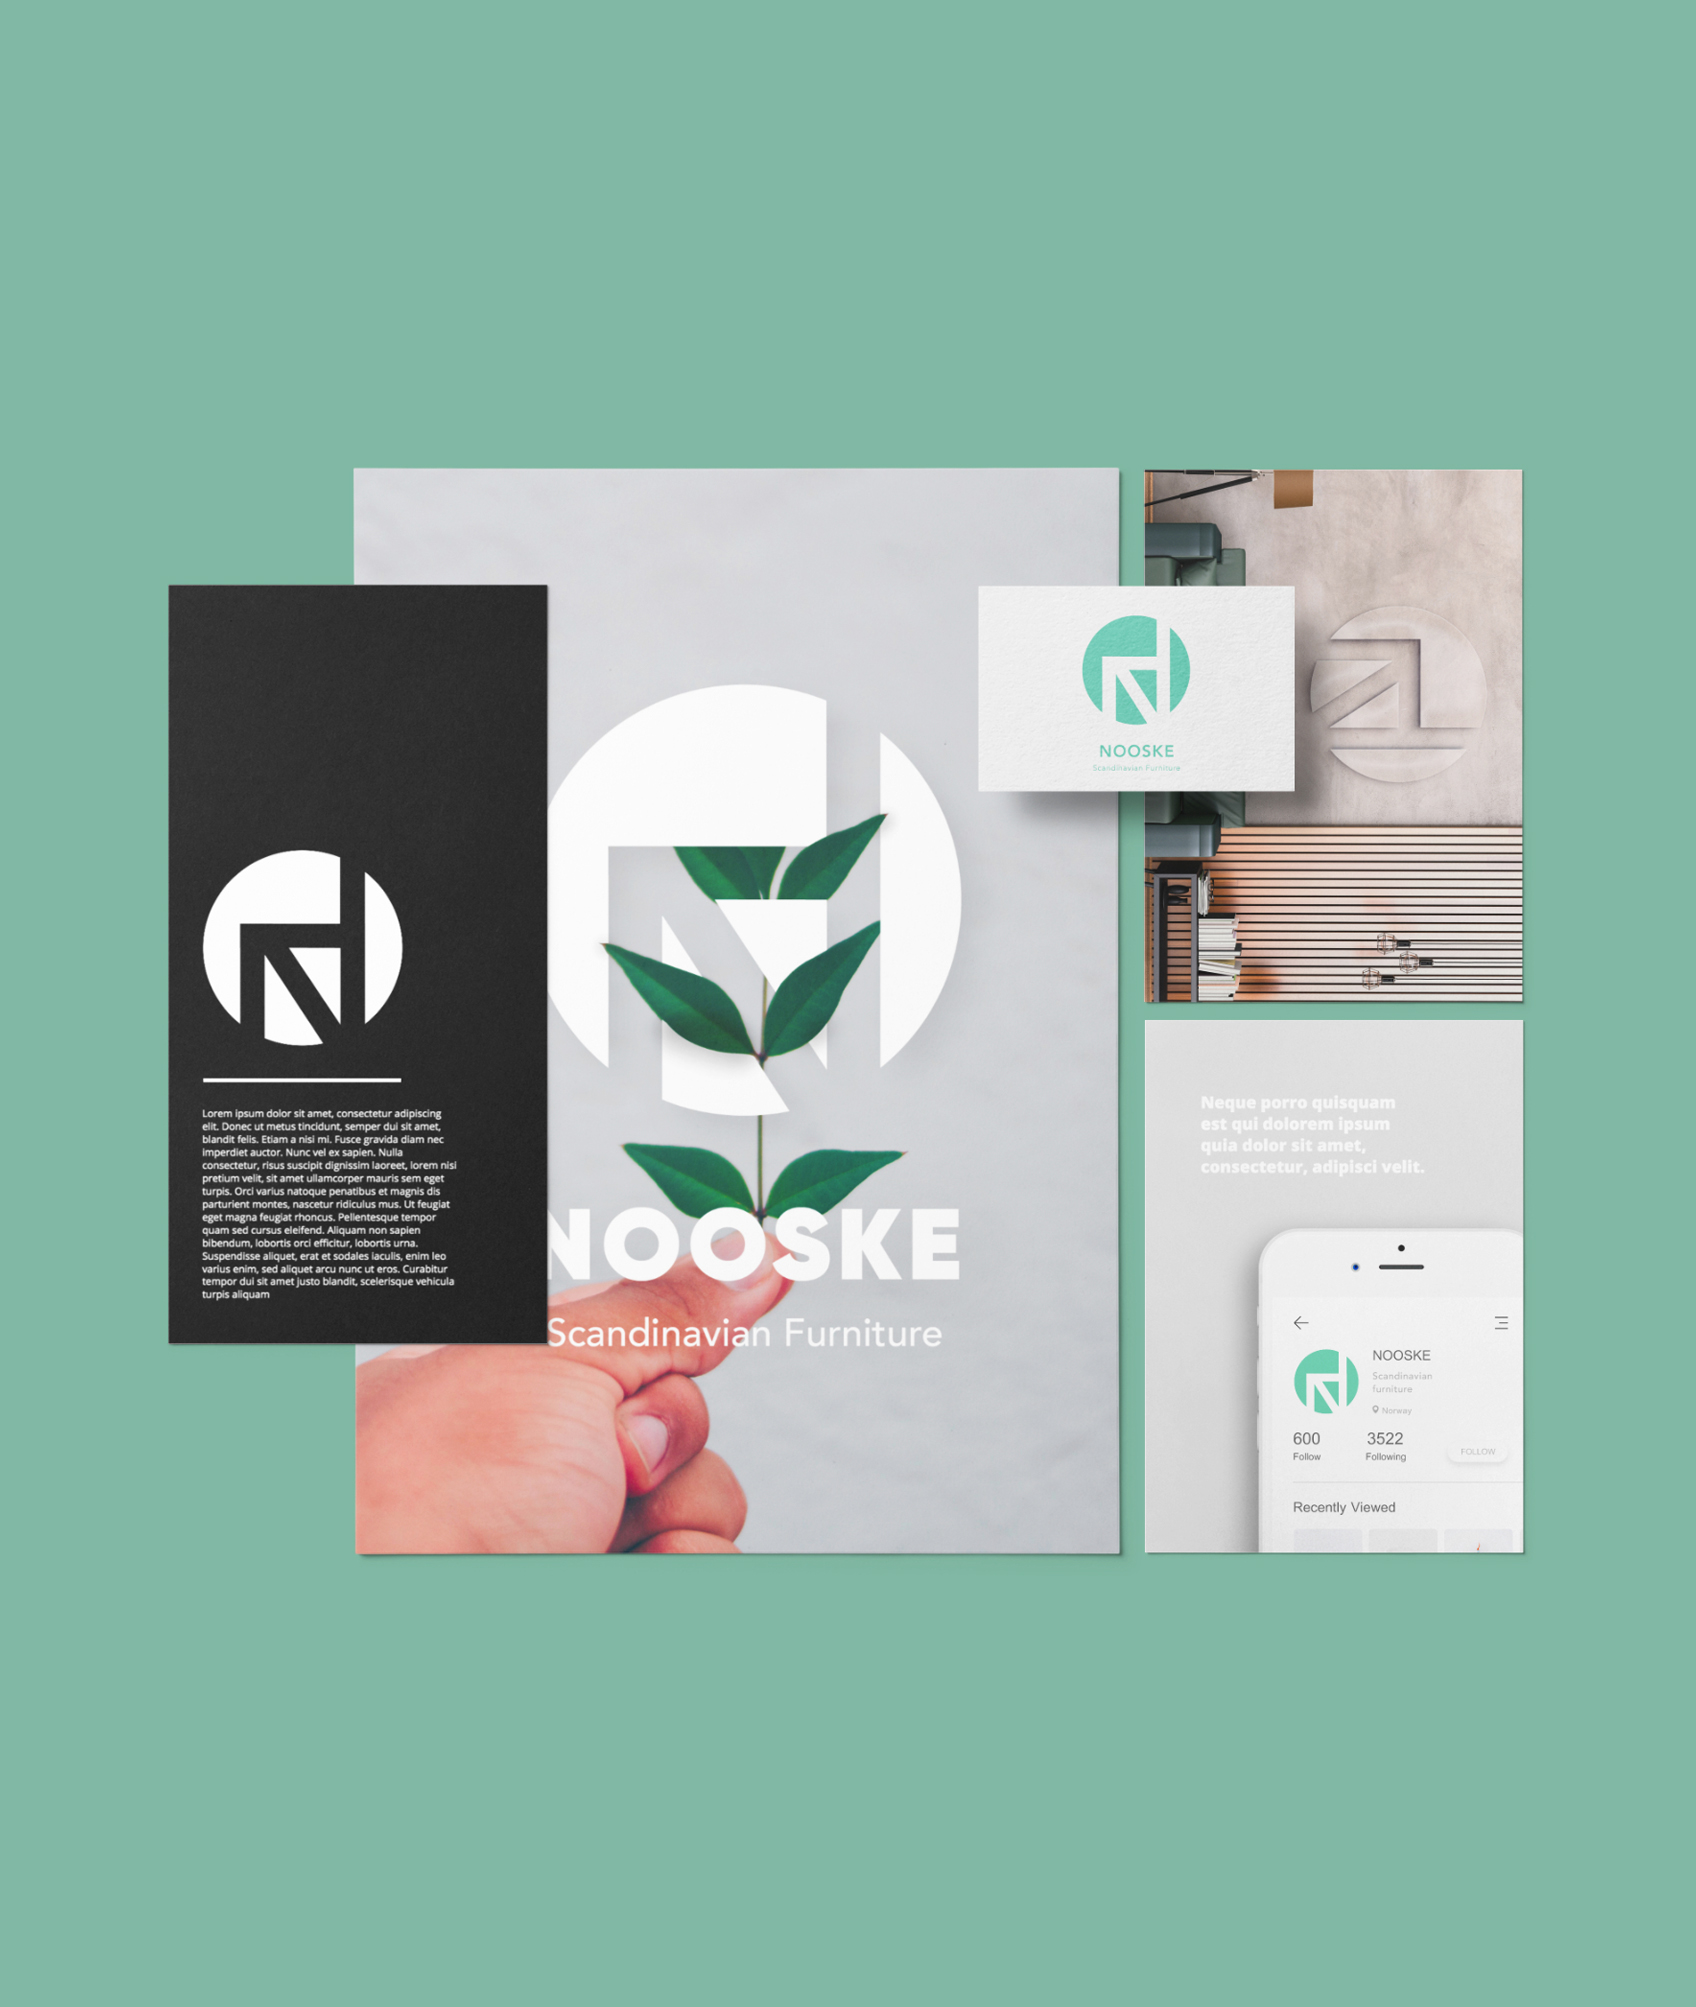 Lorem ipsum dolor sit amet, consectetur adipiscing
elit. Donec ut metus tincidunt, semper dui sit amet,
blandit felis. Etiam a nisi mi. Fusce gravida diam nec
imperdiet auctor. Nunc vel ex sapien. Nulla
consectetur, risus suscipit dignissim laoreet, lorem nisi
pretium velit, sit amet ullamcorper mauris sem eget
turpis. Orci varius natoque penatibus et magnis dis
parturient montes, nascetur ridiculus mus. Ut feugiat
eget magna feugiat rhoncus. Pellentesque tempor
quam sed cursus eleifend. Aliquam non sapien
bibendum, lobortis orci efficitur, lobortis urna.
Suspendisse aliquet, erat et sodales iaculis, enim leo
varius enim, sed aliquet arcu nunc ut eros. Curabitur
tempor dui sit amet justo blandit, scelerisque vehicula
turpis aliquam
NOOSKE
Scandinavian Furniture
NOOSKE
Scandinavian Furniture
Neque porro quisquam
est qui dolorem ipsum
quia dolor sit amet,
consectetur, adipisci velit.
NOOSKE
Scandinavian
furniture
Norway
600
Follow
3522
Following
FOLLOW
Recently Viewed